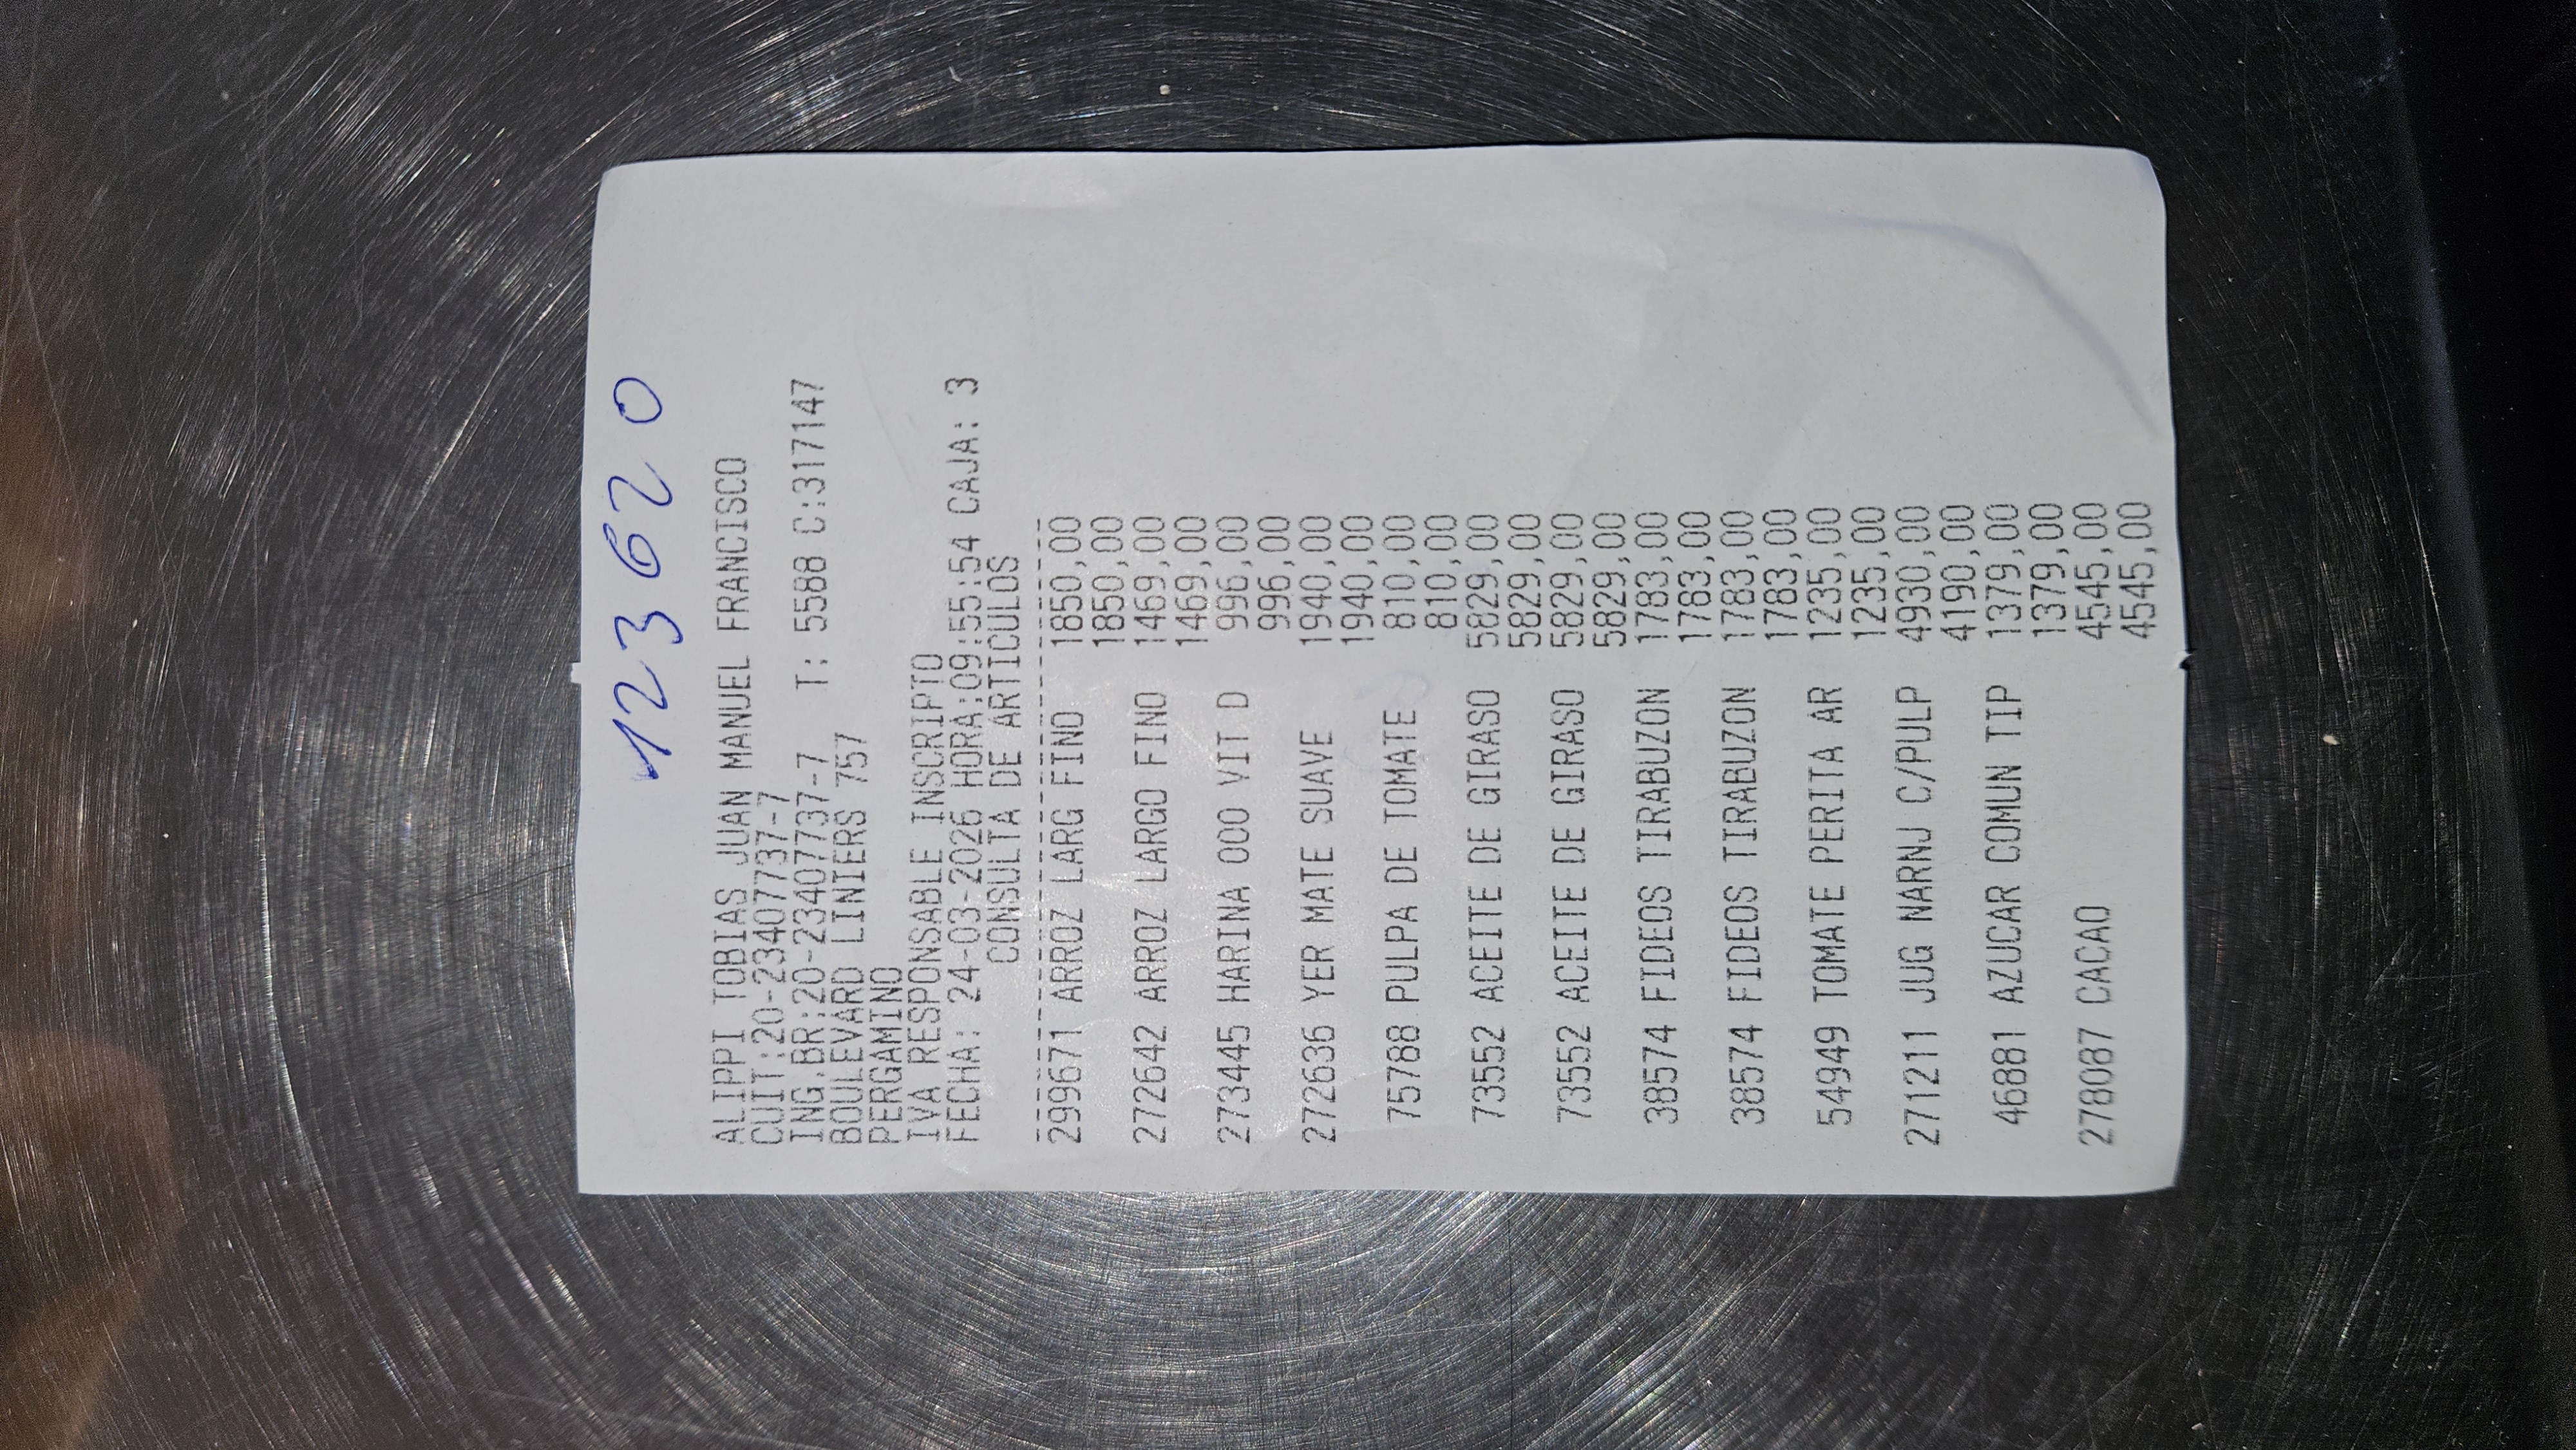 123620
ALIPPI TOBIAS JUAN MANUEL FRANCISCO
CUIT:20-23407737-7
ING.BR:20-23407737-7 T: 5588 C:317147
BOULEVARD LINIERS 757
PERGAMINO
IVA RESPONSABLE INSCRIPTO
FECHA: 24-03-2026 HORA:09:55:54 CAJA: 3
CONSULTA DE ARTICULOS
299671 ARROZ LARG FINO 1850,00
1850,00
272642 ARROZ LARGO FINO 1469,00
1469,00
273445 HARINA 000 VIT D 996,00
996,00
272636 YER MATE SUAVE 1940,00
1940,00
75788 PULPA DE TOMATE 810,00
810,00
73552 ACEITE DE GIRASO 5829,00
5829,00
73552 ACEITE DE GIRASO 5829,00
5829,00
38574 FIDEOS TIRABUZON 1783,00
1783,00
38574 FIDEOS TIRABUZON 1783,00
1783,00
54949 TOMATE PERITA AR 1235,00
1235,00
271211 JUG NARNJ C/PULP 4930,00
4190,00
46881 AZUCAR COMUN TIP 1379,00
1379,00
278087 CACAO 4545,00
4545,00